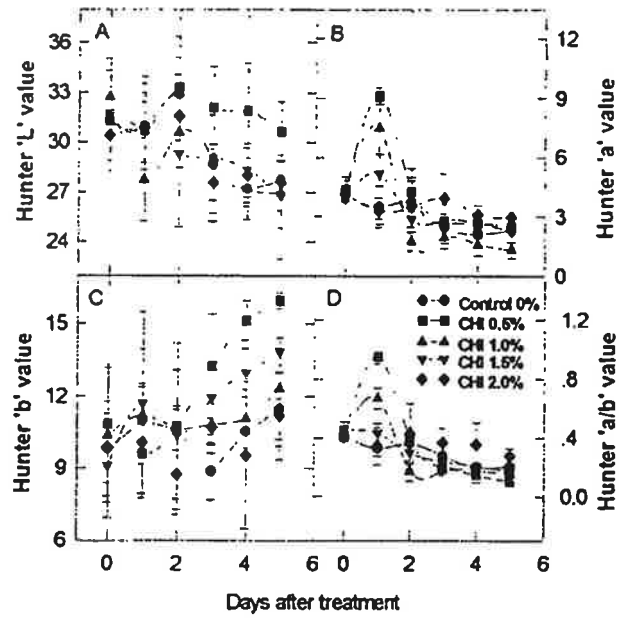 A
B
36
33
30
27
24
Hunter 'L' value
12
9
6
3
0
Hunter 'a' value
C
D
15
12
9
6
Hunter 'b' value
Control 0%
CHI 0.5%
CHI 1.0%
CHI 1.5%
CHI 2.0%
1.2
.8
.4
0.0
Hunter 'a/b' value
0 2 4 6 0 2 4 6
Days after treatment